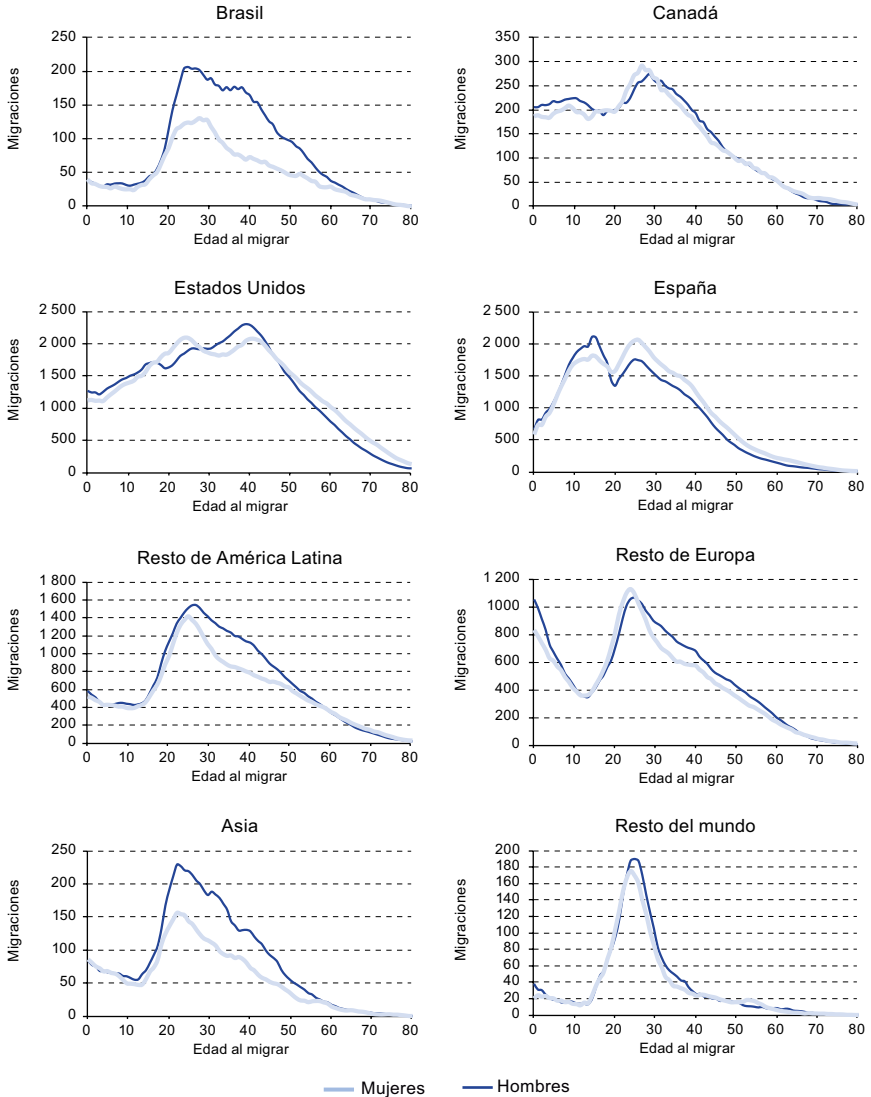 Brasil
250
200
150
100
50
0
Migraciones
0 10 20 30 40 50 60 70 80
Edad al migrar
Canadá
350
300
250
200
150
100
50
0
Migraciones
0 10 20 30 40 50 60 70 80
Edad al migrar
Estados Unidos
2 500
2 000
1 500
1 000
500
0
Migraciones
0 10 20 30 40 50 60 70 80
Edad al migrar
España
2 500
2 000
1 500
1 000
500
0
Migraciones
0 10 20 30 40 50 60 70 80
Edad al migrar
Resto de América Latina
1 800
1 600
1 400
1 200
1 000
800
600
400
200
0
Migraciones
0 10 20 30 40 50 60 70 80
Edad al migrar
Resto de Europa
1 200
1 000
800
600
400
200
0
Migraciones
0 10 20 30 40 50 60 70 80
Edad al migrar
Asia
250
200
150
100
50
0
Migraciones
0 10 20 30 40 50 60 70 80
Edad al migrar
Resto del mundo
200
180
160
140
120
100
80
60
40
20
0
Migraciones
0 10 20 30 40 50 60 70 80
Edad al migrar
Mujeres Hombres